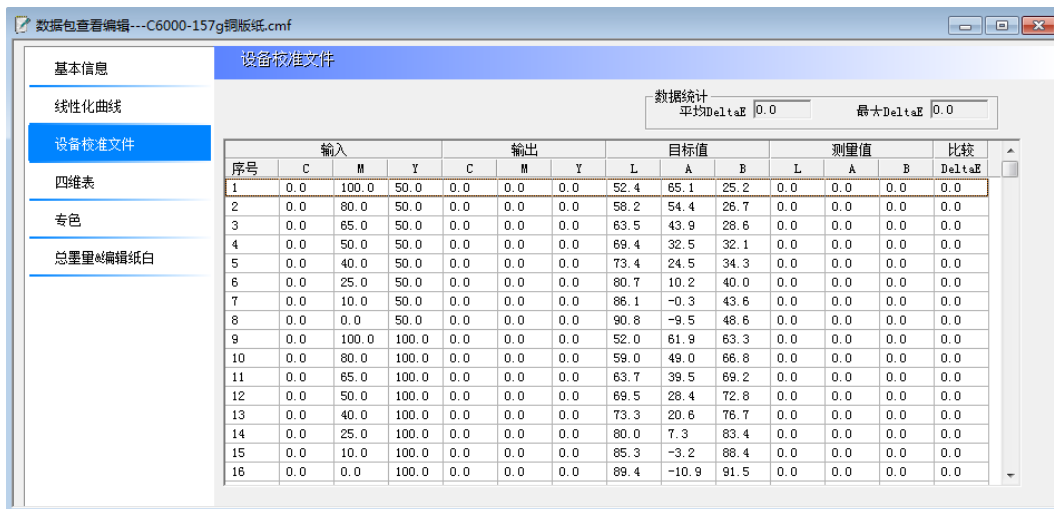 数据包查看编辑---C6000-157g铜版纸.cmf
基本信息
线性化曲线
设备校准文件
四维表
专色
总墨量&编辑纸白
设备校准文件
数据统计
平均DeltaE 0.0 最大DeltaE 0.0
输入 输出 目标值 测量值 比较
序号 C M Y C M Y L A B L A B DeltaE
1 0.0 100.0 50.0 0.0 0.0 0.0 52.4 65.1 25.2 0.0 0.0 0.0 0.0
2 0.0 80.0 50.0 0.0 0.0 0.0 58.2 54.4 26.7 0.0 0.0 0.0 0.0
3 0.0 65.0 50.0 0.0 0.0 0.0 63.5 43.9 28.6 0.0 0.0 0.0 0.0
4 0.0 50.0 50.0 0.0 0.0 0.0 69.4 32.5 32.1 0.0 0.0 0.0 0.0
5 0.0 40.0 50.0 0.0 0.0 0.0 73.4 24.5 34.3 0.0 0.0 0.0 0.0
6 0.0 25.0 50.0 0.0 0.0 0.0 80.7 10.2 40.0 0.0 0.0 0.0 0.0
7 0.0 10.0 50.0 0.0 0.0 0.0 86.1 -0.3 43.6 0.0 0.0 0.0 0.0
8 0.0 0.0 50.0 0.0 0.0 0.0 90.8 -9.5 48.6 0.0 0.0 0.0 0.0
9 0.0 100.0 100.0 0.0 0.0 0.0 52.0 61.9 63.3 0.0 0.0 0.0 0.0
10 0.0 80.0 100.0 0.0 0.0 0.0 59.0 49.0 66.8 0.0 0.0 0.0 0.0
11 0.0 65.0 100.0 0.0 0.0 0.0 63.7 39.5 69.2 0.0 0.0 0.0 0.0
12 0.0 50.0 100.0 0.0 0.0 0.0 69.5 28.4 72.8 0.0 0.0 0.0 0.0
13 0.0 40.0 100.0 0.0 0.0 0.0 73.3 20.6 76.7 0.0 0.0 0.0 0.0
14 0.0 25.0 100.0 0.0 0.0 0.0 80.0 7.3 83.4 0.0 0.0 0.0 0.0
15 0.0 10.0 100.0 0.0 0.0 0.0 85.3 -3.2 88.4 0.0 0.0 0.0 0.0
16 0.0 0.0 100.0 0.0 0.0 0.0 89.4 -10.9 91.5 0.0 0.0 0.0 0.0